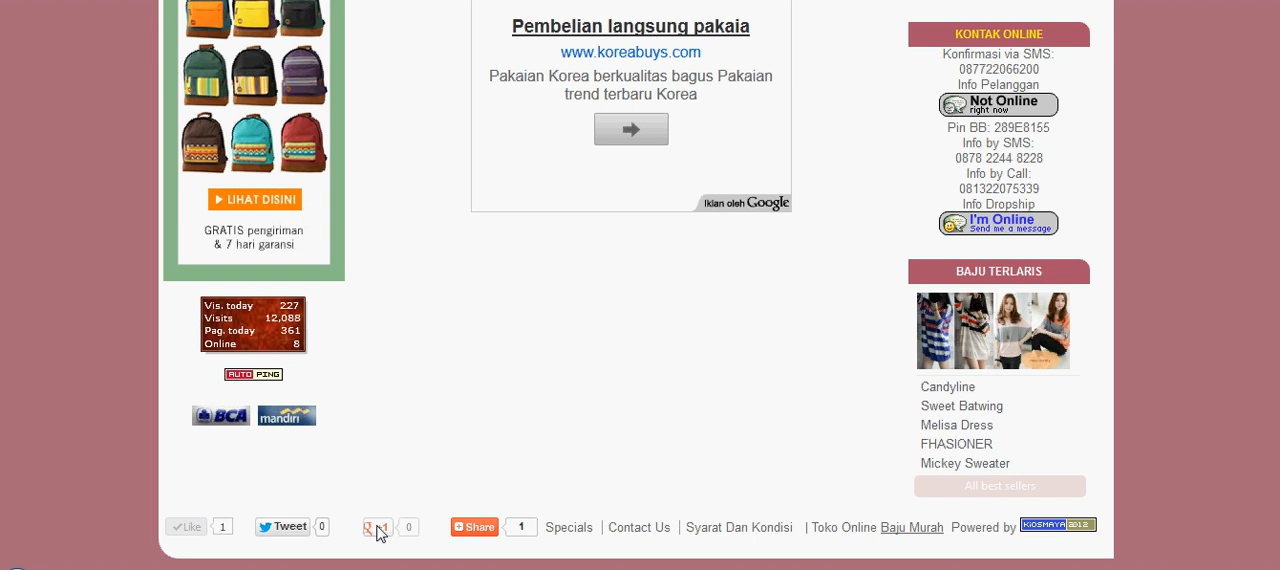 LIHAT DISINI
GRATIS pengiriman
& 7 hari garansi
Vis. today 227
Visits 12,088
Pag. today 361
Online 8
AUTO PING
BCA
mandiri
Pembelian langsung pakaia
www.koreabuys.com
Pakaian Korea berkualitas bagus Pakaian
trend terbaru Korea
Iklan oleh Google
KONTAK ONLINE
Konfirmasi via SMS:
087722066200
Info Pelanggan
Not Online
right now
Pin BB: 289E8155
Info by SMS:
0878 2244 8228
Info by Call:
081322075339
Info Dropship
I'm Online
Send me a message
BAJU TERLARIS
Candyline
Sweet Batwing
Melisa Dress
FHASIONER
Mickey Sweater
All best sellers
Like 1 Tweet 0 0 Share 1 Specials | Contact Us | Syarat Dan Kondisi | Toko Online Baju Murah Powered by KiOSMAYA 2012